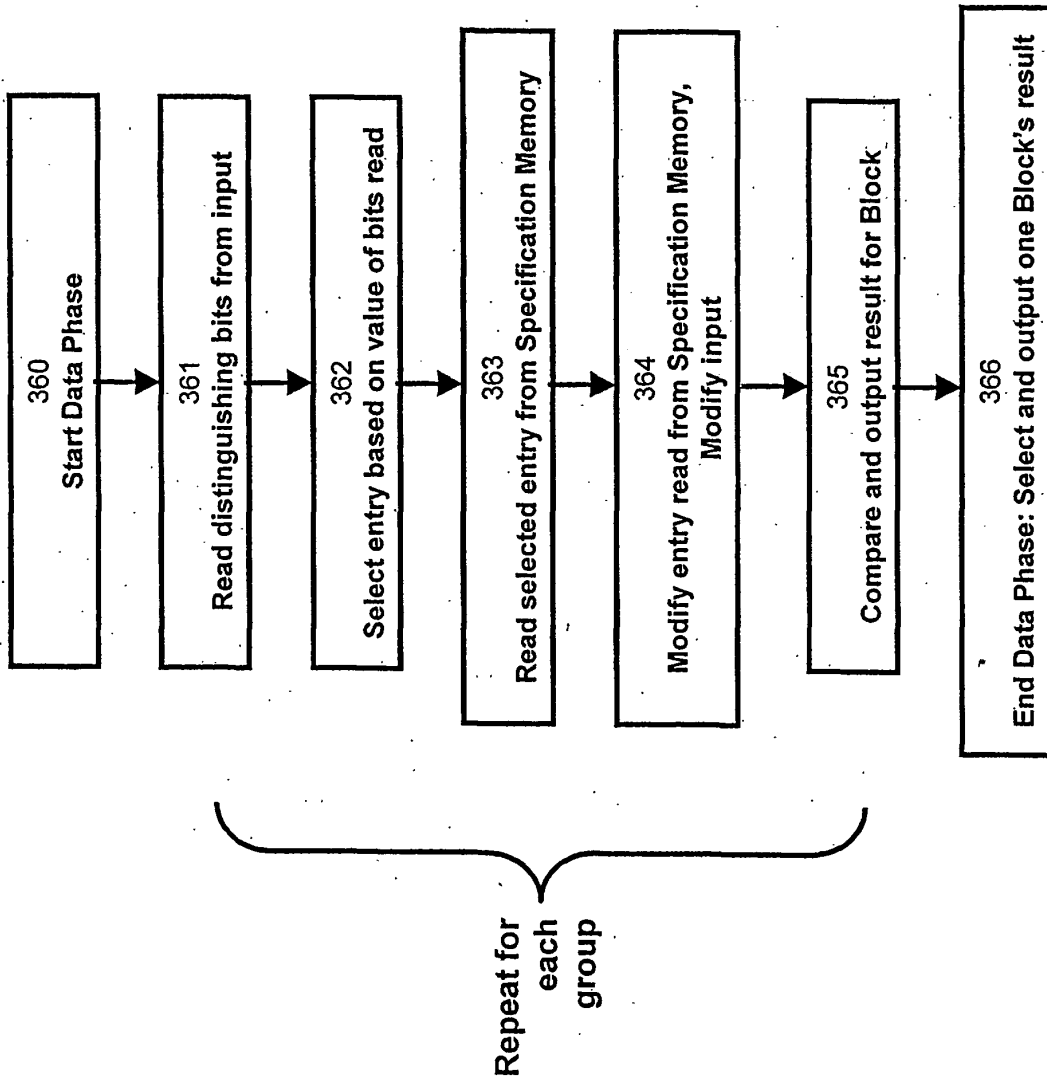 360
Start Data Phase
361
Read distinguishing bits from input
362
Select entry based on value of bits read
363
Read selected entry from Specification Memory
364
Modify entry read from Specification Memory,
Modify input
365
Compare and output result for Block
366
End Data Phase: Select and output one Block's result
Repeat for
each
group